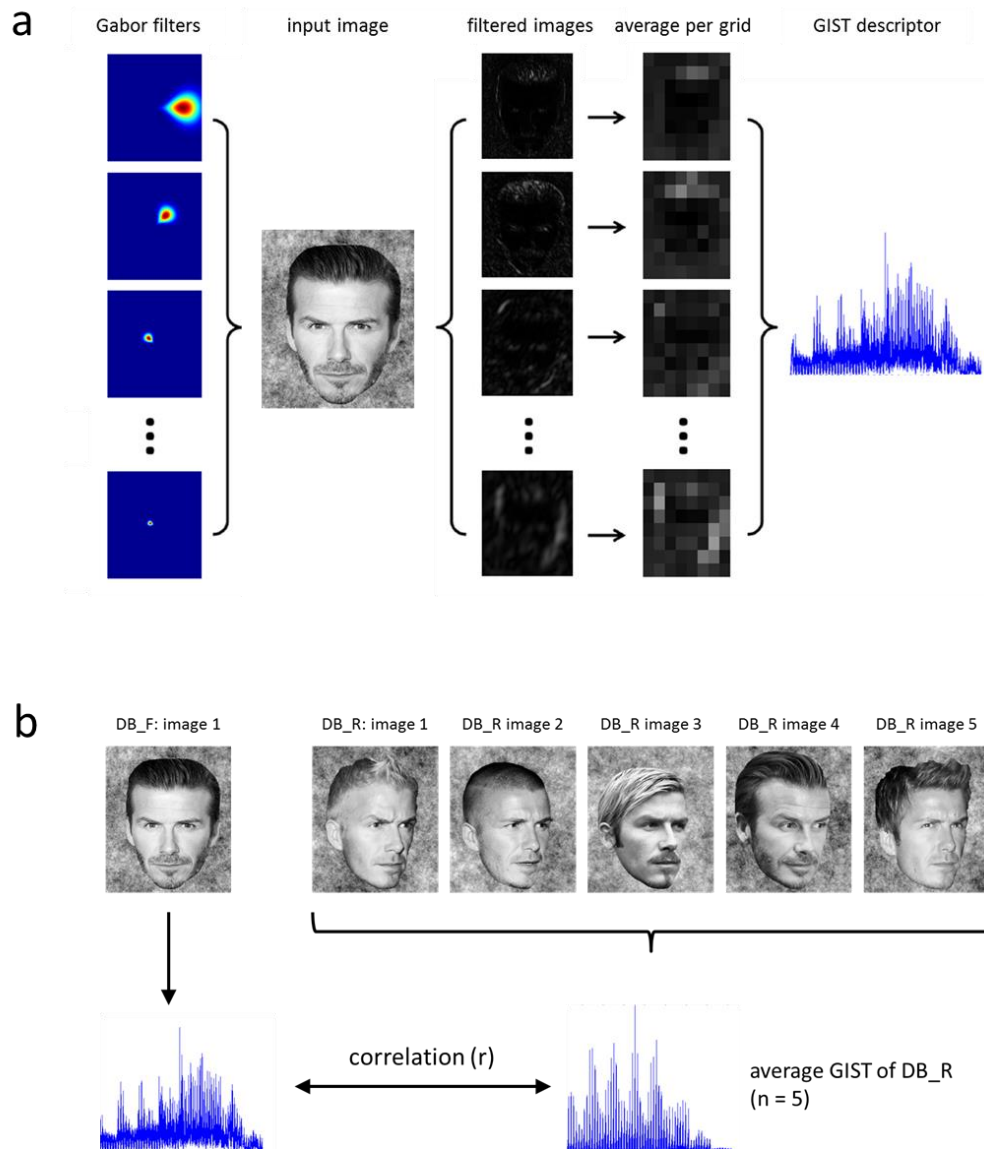 a
Gabor filters
input image
filtered images
average per grid
GIST descriptor
b
DB_F: image 1
DB_R: image 1
DB_R image 2
DB_R image 3
DB_R image 4
DB_R image 5
correlation (r)
average GIST of DB_R
(n = 5)